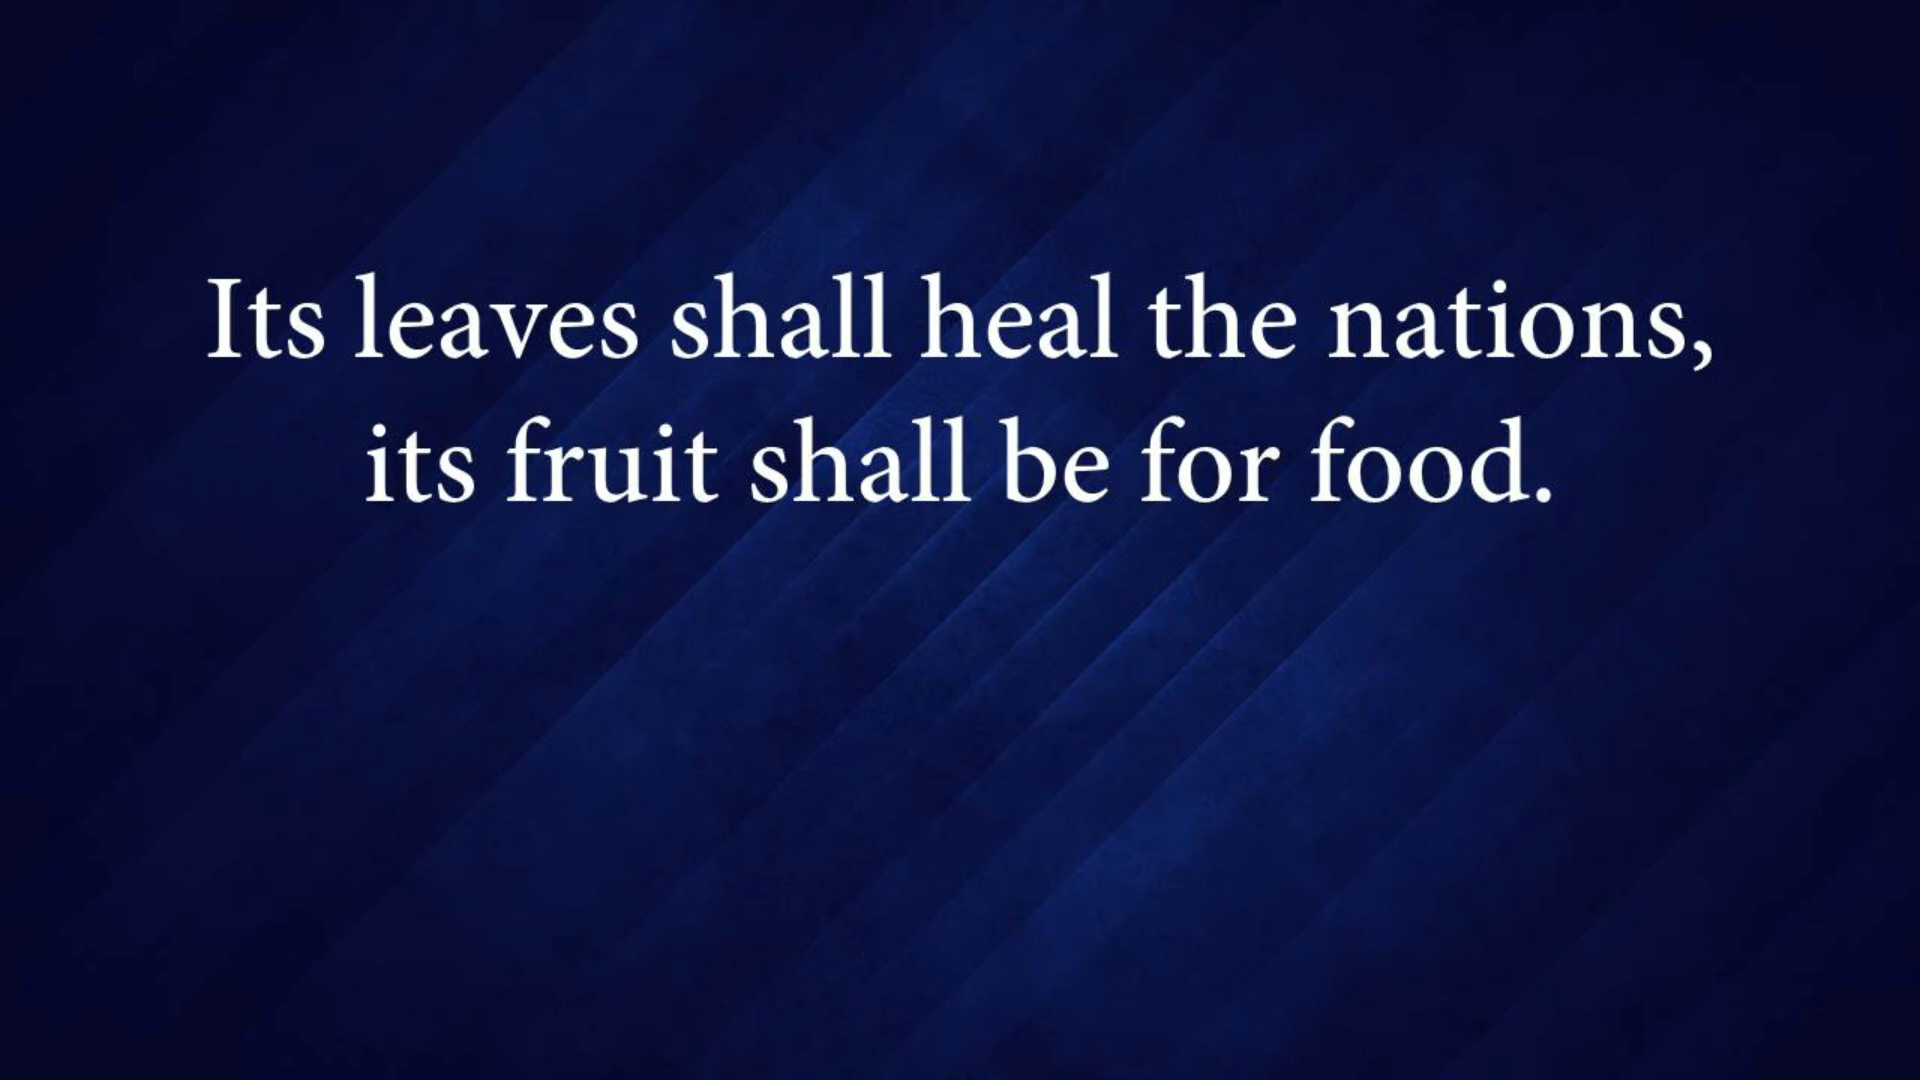 Its leaves shall heal the nations,
its fruit shall be for food.